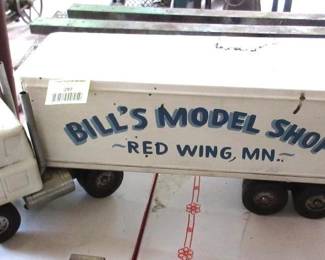 BILL'S MODEL SHOP
~RED WING, MN.~